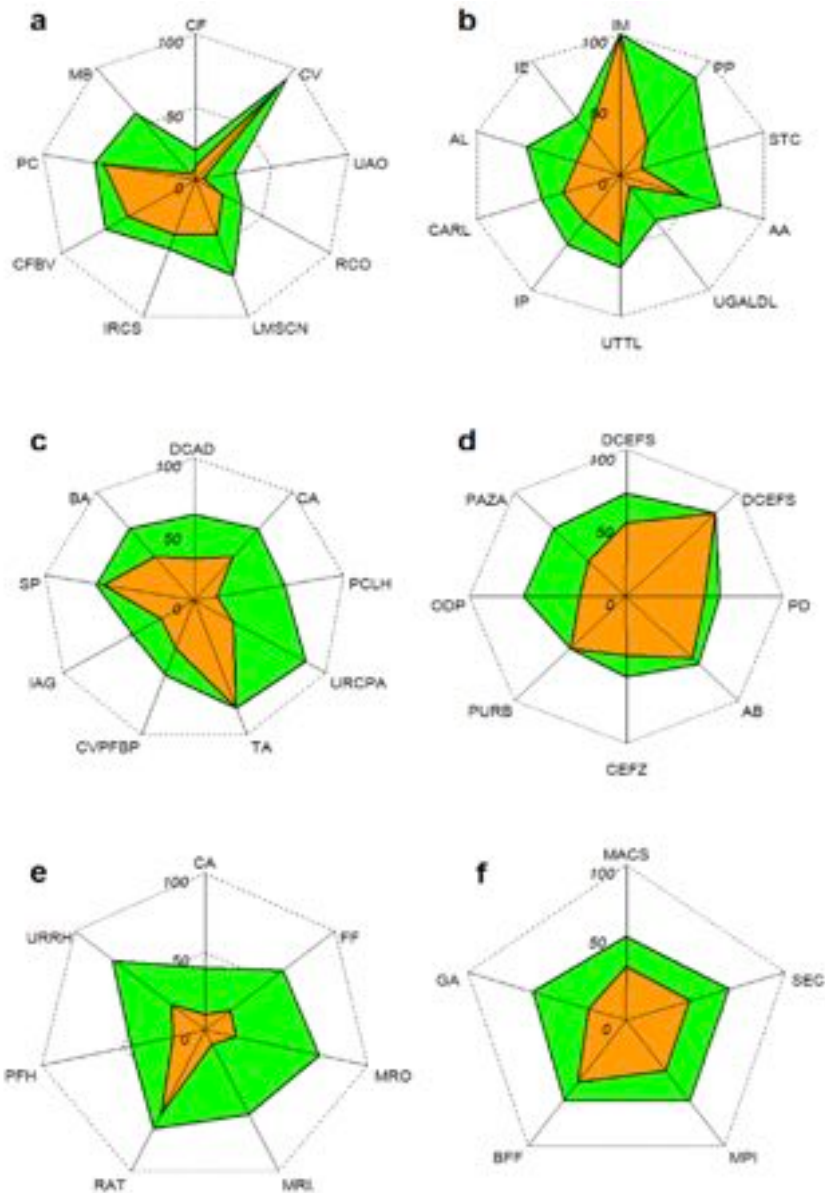 a
CF
100
MB
CV
50
PC
UAO
0
CFBV
RCO
IRCS
LMSCN
b
IM
100
IE
PP
50
AL
STC
0
CARL
AA
IP
UGALDL
UTTL
c
DCAD
100
BA
CA
50
SP
PCLH
0
IAG
URCPA
CVPFBP
TA
d
DCEFS
100
PAZA
DCEFS
50
ODP
PD
0
PURB
AB
CEFZ
e
CA
100
URRH
FF
50
0
PFH
MRO
RAT
MRI.
f
MACS
100
50
GA
SEC
0
BFF
MPI